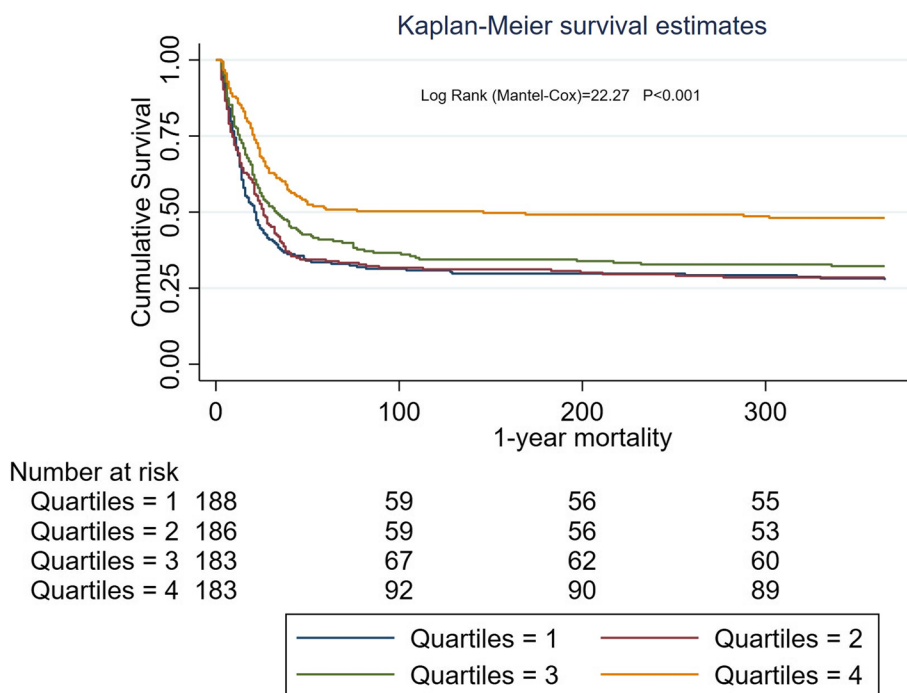 Kaplan-Meier survival estimates
Log Rank (Mantel-Cox)=22.27 P<0.001
Cumulative Survival
1.00
0.75
0.50
0.25
0.00
0 100 200 300
1-year mortality
Number at risk
Quartiles = 1 188 59 56 55
Quartiles = 2 186 59 56 53
Quartiles = 3 183 67 62 60
Quartiles = 4 183 92 90 89
Quartiles = 1 Quartiles = 2
Quartiles = 3 Quartiles = 4